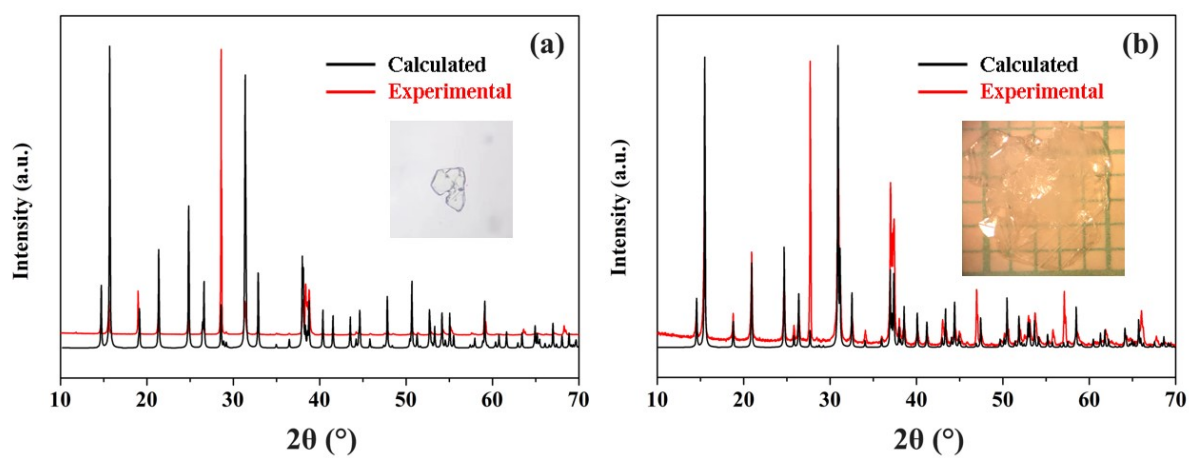 (a)
Calculated
Experimental
Intensity (a.u.)
10 20 30 40 50 60 70
2θ (°)
(b)
Calculated
Experimental
Intensity (a.u.)
10 20 30 40 50 60 70
2θ (°)